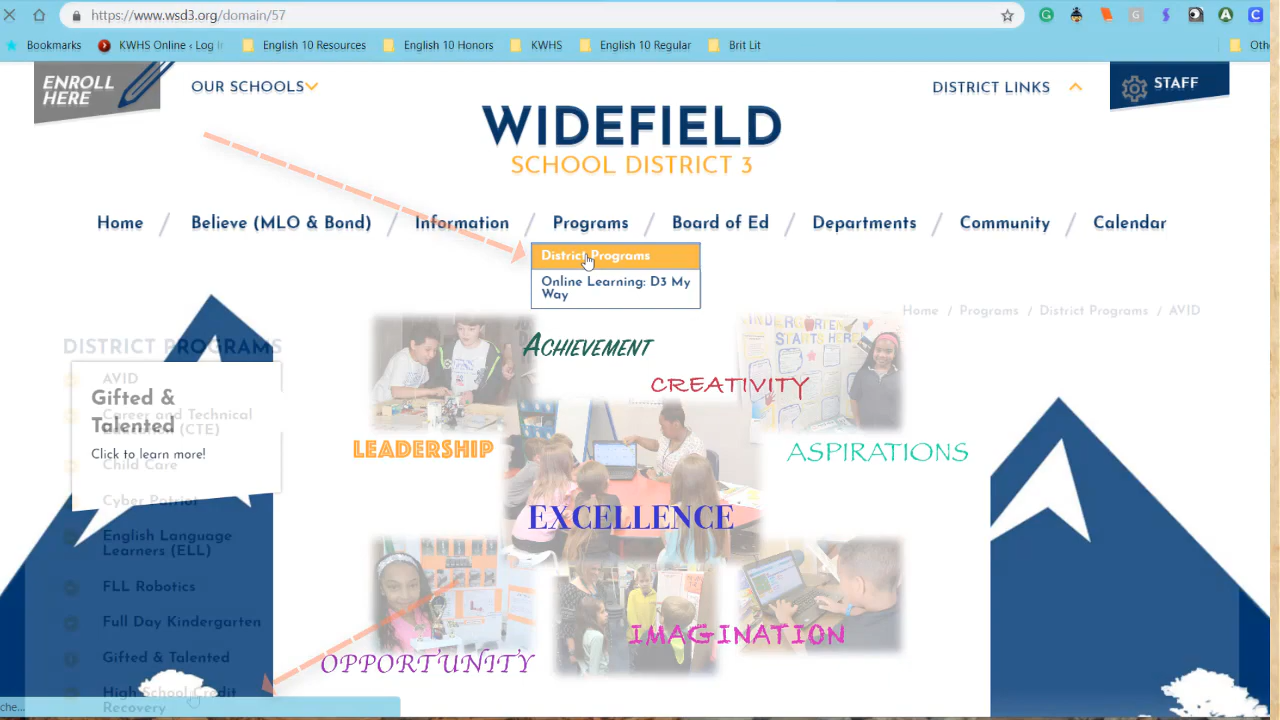 https://www.wsd3.org/domain/57
Bookmarks KWHS Online ‹ Log I English 10 Resources English 10 Honors KWHS English 10 Regular Brit Lit Oth
ENROLL
HERE
OUR SCHOOLS
DISTRICT LINKS
STAFF
WIDEFIELD
SCHOOL DISTRICT 3
Home / Believe (MLO & Bond) / Information / Programs / Board of Ed / Departments / Community / Calendar
District Programs
Online Learning: D3 My
Way
Home / Programs / District Programs / AVID
DISTRICT PROGRAMS
AVID
Career and Technical
Education (CTE)
Child Care
Cyber Patriot
English Language
Learners (ELL)
FLL Robotics
Full Day Kindergarten
Gifted & Talented
High School Credit
Recovery
Gifted &
Talented
Click to learn more!
ACHIEVEMENT
CREATIVITY
LEADERSHIP
ASPIRATIONS
EXCELLENCE
IMAGINATION
OPPORTUNITY
KINDERGARTEN
STARTS HERE
che...